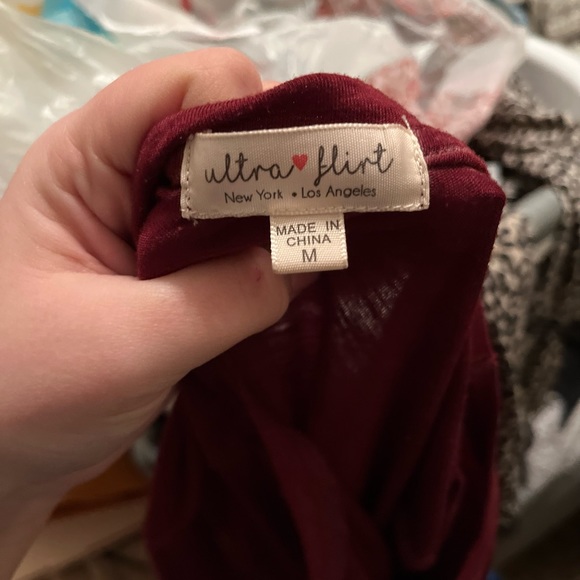 ultra♥flirt
New York • Los Angeles
MADE IN
CHINA
M